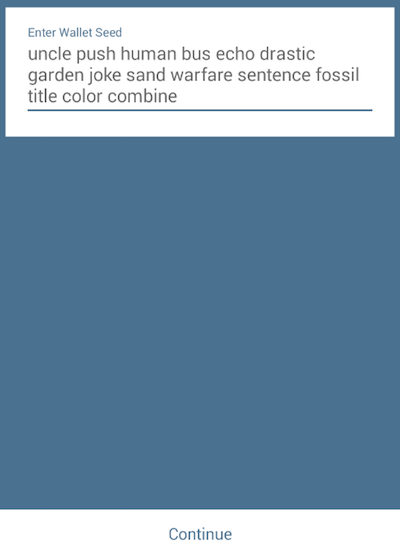 Enter Wallet Seed
uncle push human bus echo drastic
garden joke sand warfare sentence fossil
title color combine
Continue